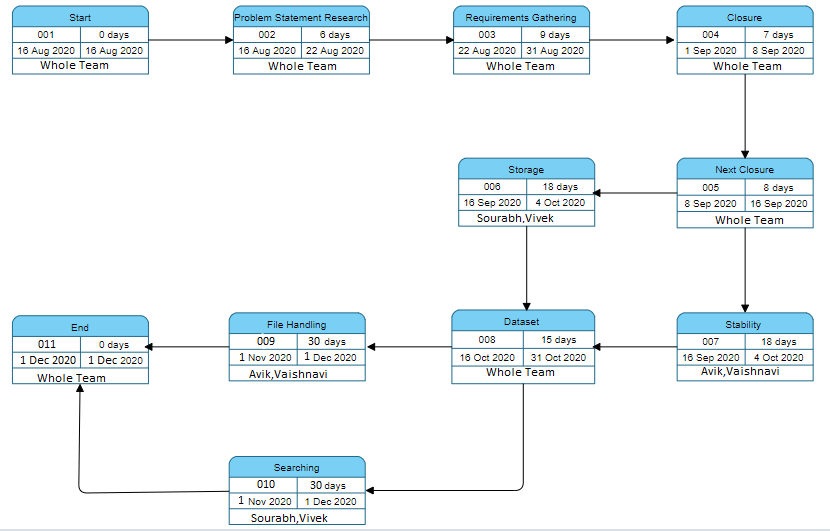 Start
001 0 days
16 Aug 2020 16 Aug 2020
Whole Team
Problem Statement Research
002 6 days
16 Aug 2020 22 Aug 2020
Whole Team
Requirements Gathering
003 9 days
22 Aug 2020 31 Aug 2020
Whole Team
Closure
004 7 days
1 Sep 2020 8 Sep 2020
Whole Team
Storage
006 18 days
16 Sep 2020 4 Oct 2020
Sourabh,Vivek
Next Closure
005 8 days
8 Sep 2020 16 Sep 2020
Whole Team
End
011 0 days
1 Dec 2020 1 Dec 2020
Whole Team
File Handling
009 30 days
1 Nov 2020 1 Dec 2020
Avik,Vaishnavi
Dataset
008 15 days
16 Oct 2020 31 Oct 2020
Whole Team
Stability
007 18 days
16 Sep 2020 4 Oct 2020
Avik,Vaishnavi
Searching
010 30 days
1 Nov 2020 1 Dec 2020
Sourabh,Vivek